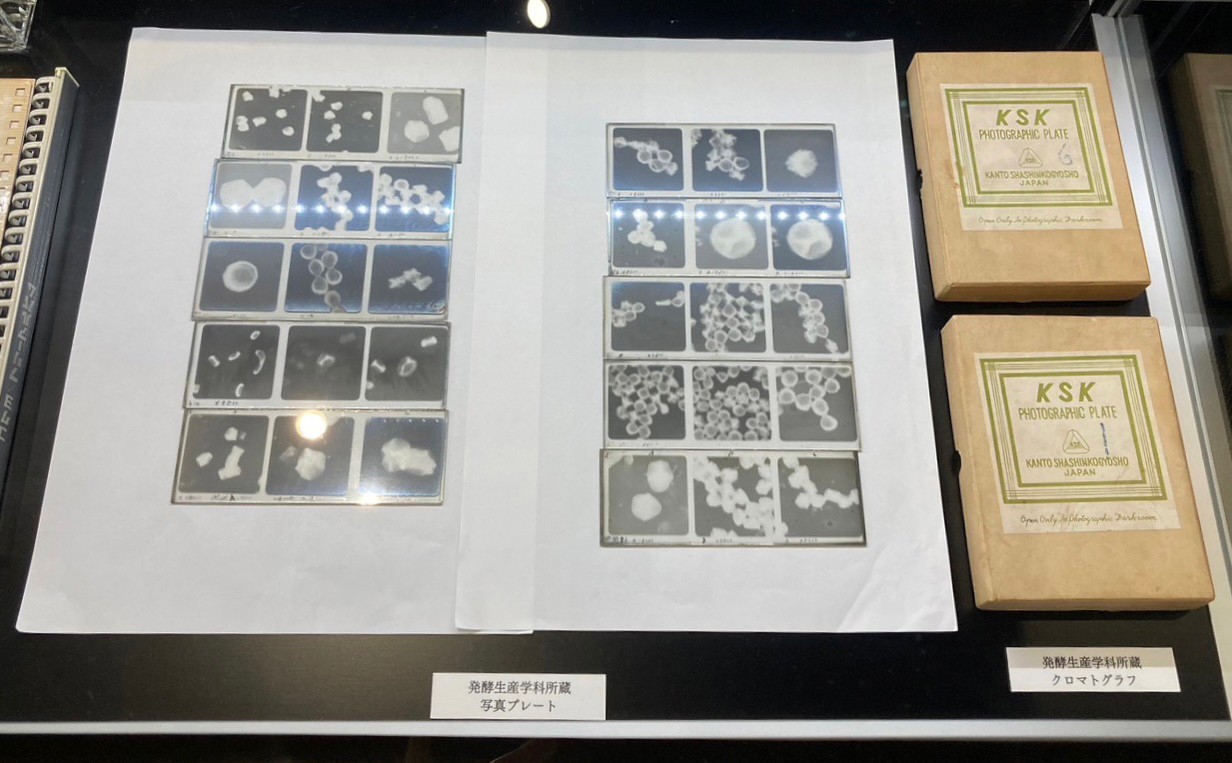 KSK
PHOTOGRAPHIC PLATE
6
KANTO SHASHINKOGYOSHO
JAPAN
Open Only In Photographic Darkroom
KSK
PHOTOGRAPHIC PLATE
1
KANTO SHASHINKOGYOSHO
JAPAN
Open Only In Photographic Darkroom
発酵生産学科所蔵
写真プレート
発酵生産学科所蔵
クロマトグラフ